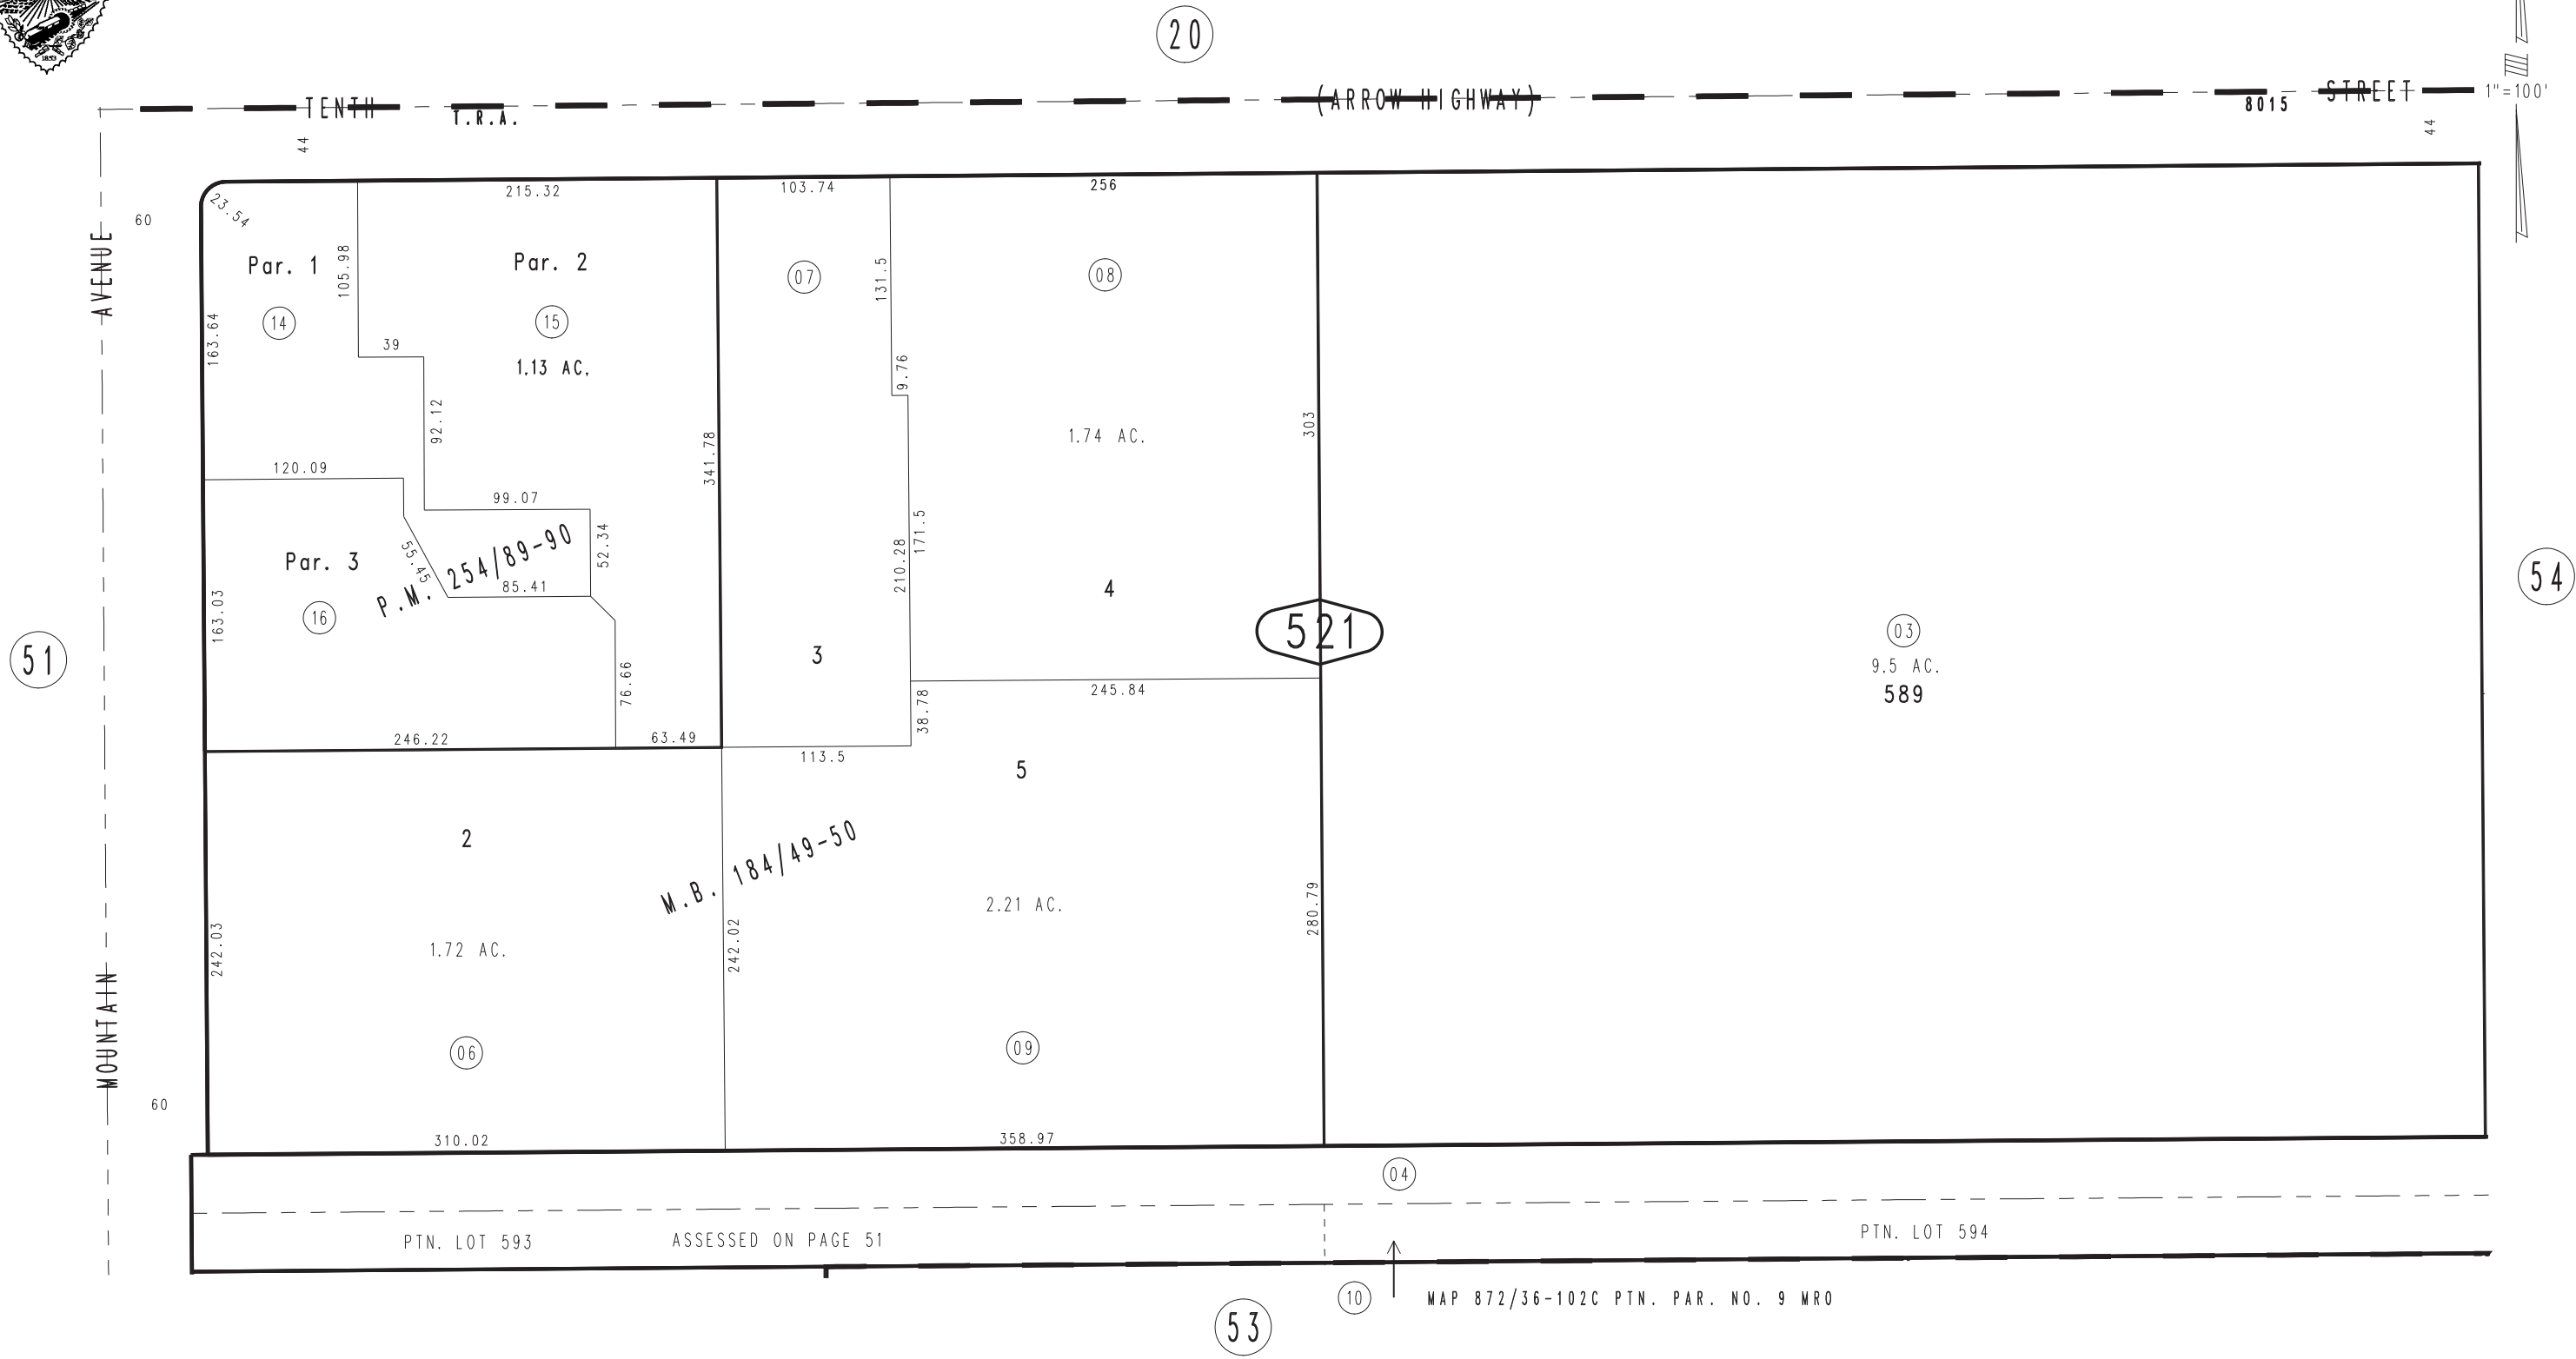 1853
20
TENTH
T.R.A.
(ARROW HIGHWAY)
8015
STREET
1"=100'
44
44
60
AVENUE
23.54
215.32
103.74
256
Par. 1
14
163.64
105.98
39
Par. 2
15
1.13 AC.
92.12
341.78
07
131.5
9.76
08
1.74 AC.
303
120.09
99.07
52.34
55.45
85.41
Par. 3
16
163.03
P.M. 254/89-90
76.66
246.22
63.49
210.28
171.5
3
4
38.78
245.84
113.5
521
03
9.5 AC.
589
51
54
2
5
M.B. 184/49-50
242.03
1.72 AC.
242.02
2.21 AC.
280.79
06
09
MOUNTAIN
60
310.02
358.97
04
PTN. LOT 593
ASSESSED ON PAGE 51
PTN. LOT 594
10
MAP 872/36-102C PTN. PAR. NO. 9 MRO
53